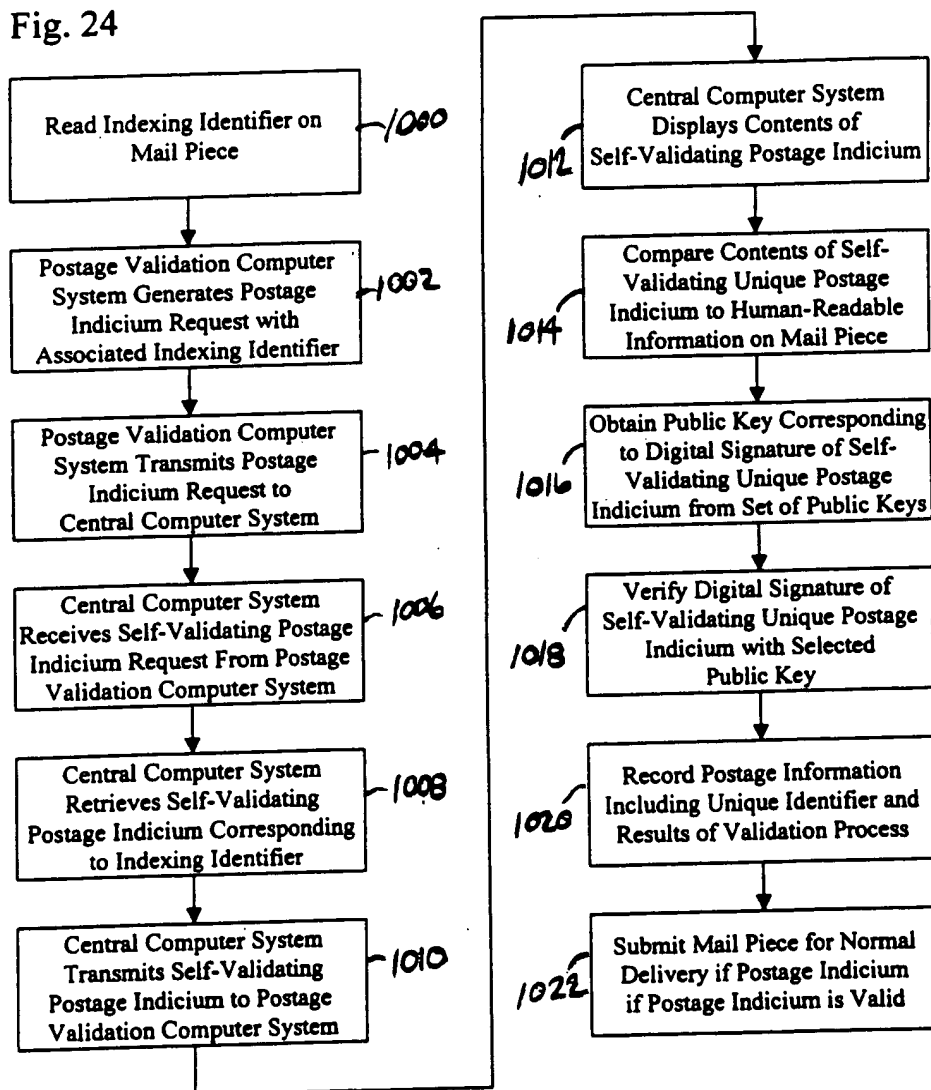 Fig. 24
Read Indexing Identifier on
Mail Piece
1000
Postage Validation Computer
System Generates Postage
Indicium Request with
Associated Indexing Identifier
1002
Postage Validation Computer
System Transmits Postage
Indicium Request to
Central Computer System
1004
Central Computer System
Receives Self-Validating Postage
Indicium Request From Postage
Validation Computer System
1006
Central Computer System
Retrieves Self-Validating
Postage Indicium Corresponding
to Indexing Identifier
1008
Central Computer System
Transmits Self-Validating
Postage Indicium to Postage
Validation Computer System
1010
Central Computer System
Displays Contents of
Self-Validating Postage Indicium
1012
Compare Contents of Self-
Validating Unique Postage
Indicium to Human-Readable
Information on Mail Piece
1014
Obtain Public Key Corresponding
to Digital Signature of Self-
Validating Unique Postage
Indicium from Set of Public Keys
1016
Verify Digital Signature of
Self-Validating Unique Postage
Indicium with Selected
Public Key
1018
Record Postage Information
Including Unique Identifier and
Results of Validation Process
1020
Submit Mail Piece for Normal
Delivery if Postage Indicium
if Postage Indicium is Valid
1022